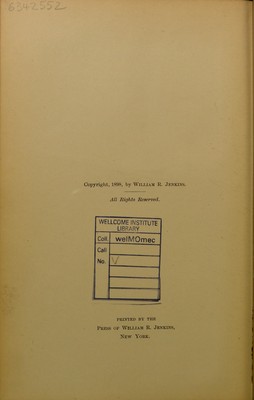 6342552
Copyright, 1898, by WILLIAM R. JENKINS.
All Rights Reserved.
WELLCOME INSTITUTE
LIBRARY
Coll. welMOmec
Call
No. V
PRINTED BY THE
PRESS OF WILLIAM R. JENKINS,
NEW YORK.